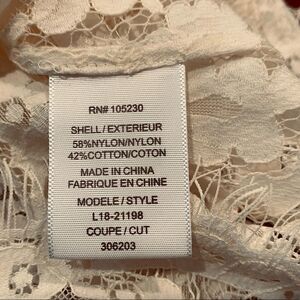 RN# 105230
SHELL / EXTERIEUR
58%NYLON/NYLON
42%COTTON/COTON
MADE IN CHINA
FABRIQUE EN CHINE
MODELE / STYLE
L18-21198
COUPE / CUT
306203